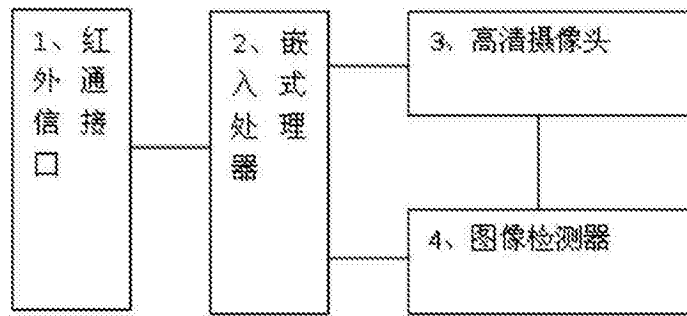 1、红
外通
信接
口
2、嵌
入式
处理
器
3、高清摄像头
4、图像检测器